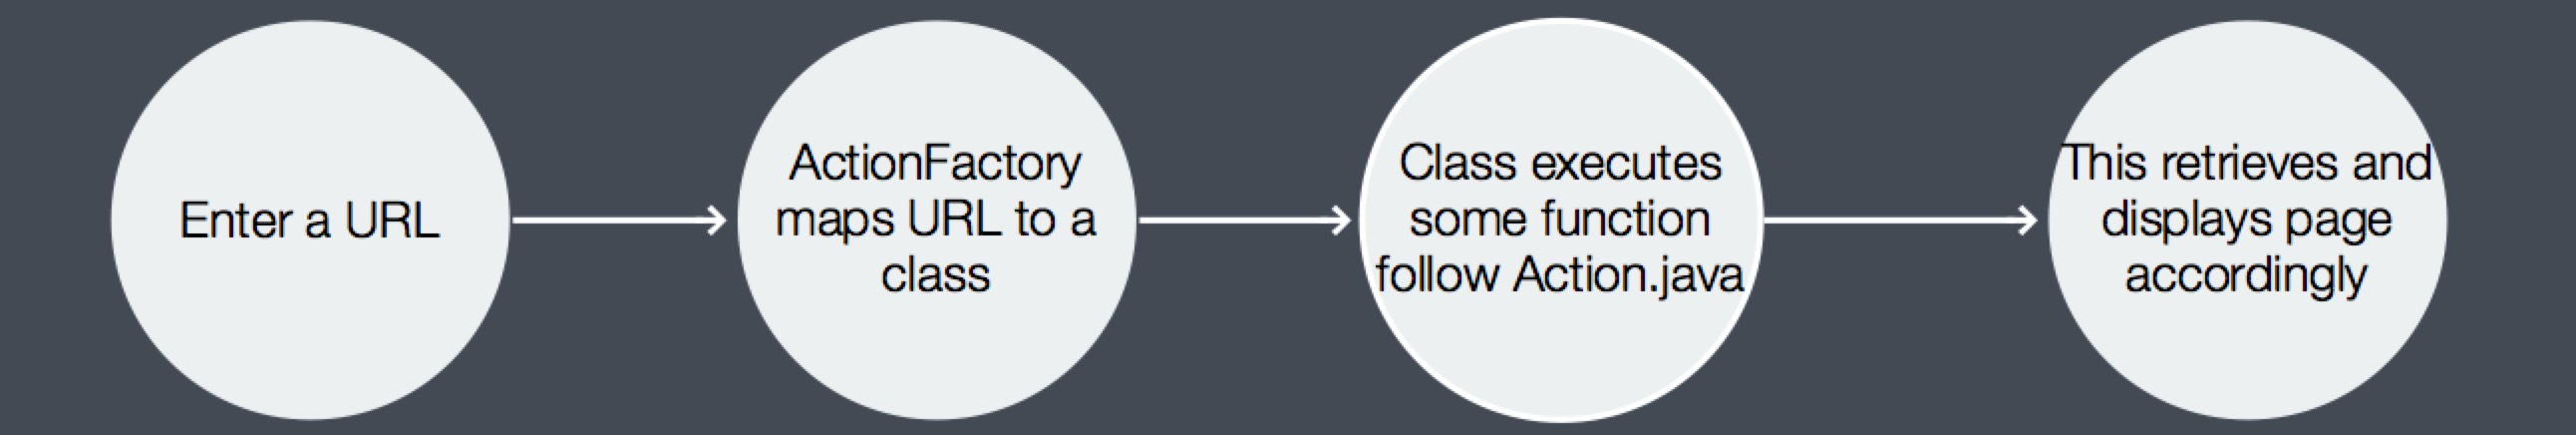 Enter a URL
ActionFactory
maps URL to a
class
Class executes
some function
follow Action.java
This retrieves and
displays page
accordingly